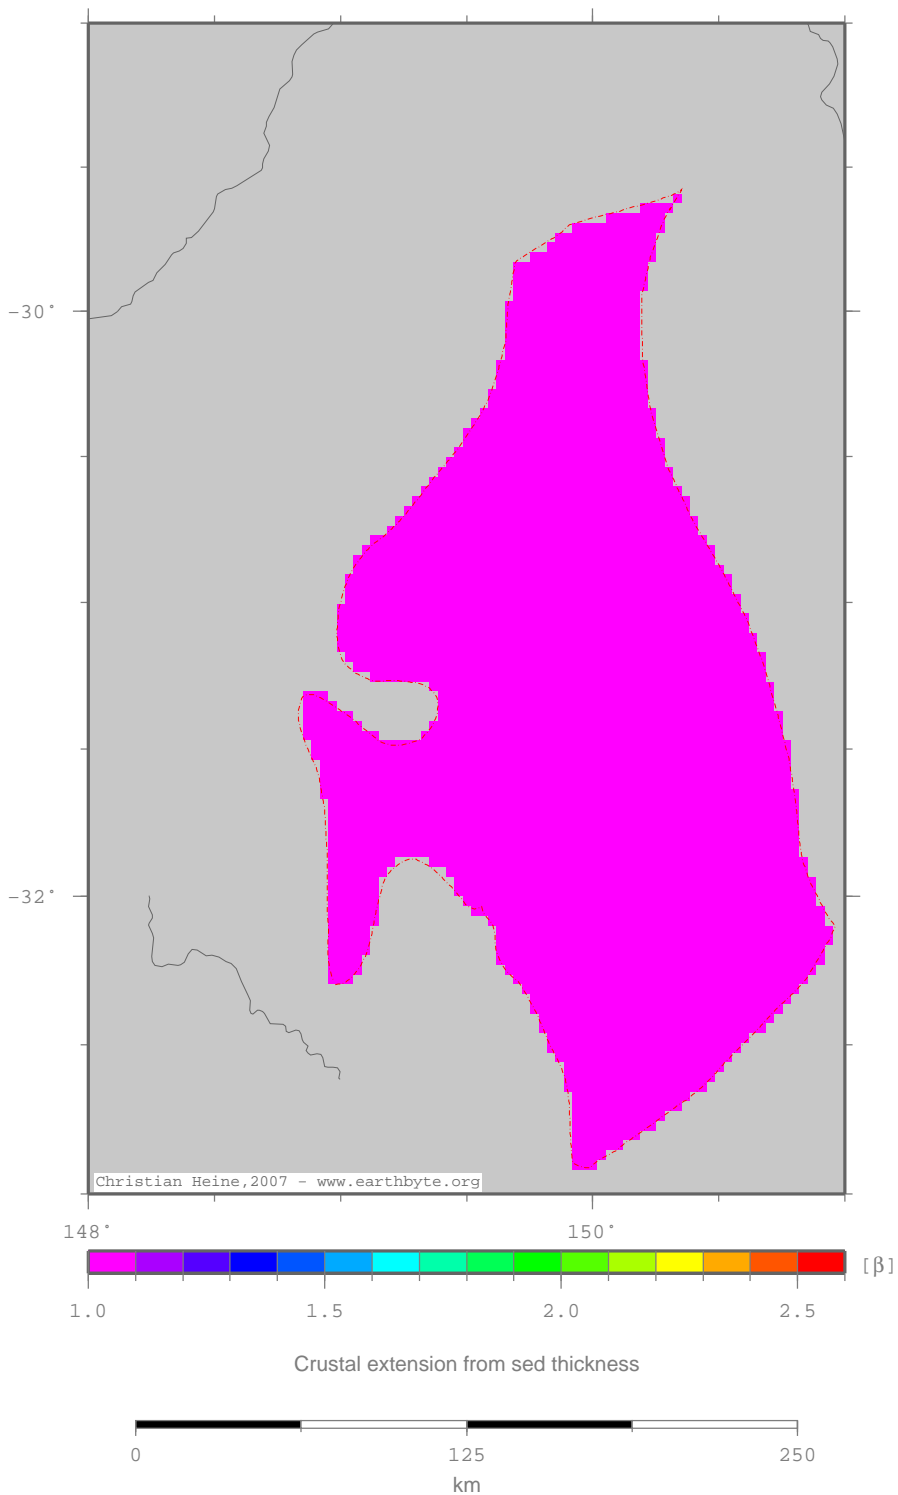 −30°
−32°
Christian Heine,2007 − www.earthbyte.org
148° 150°
[β]
1.0 1.5 2.0 2.5
Crustal extension from sed thickness
0 125 250
km